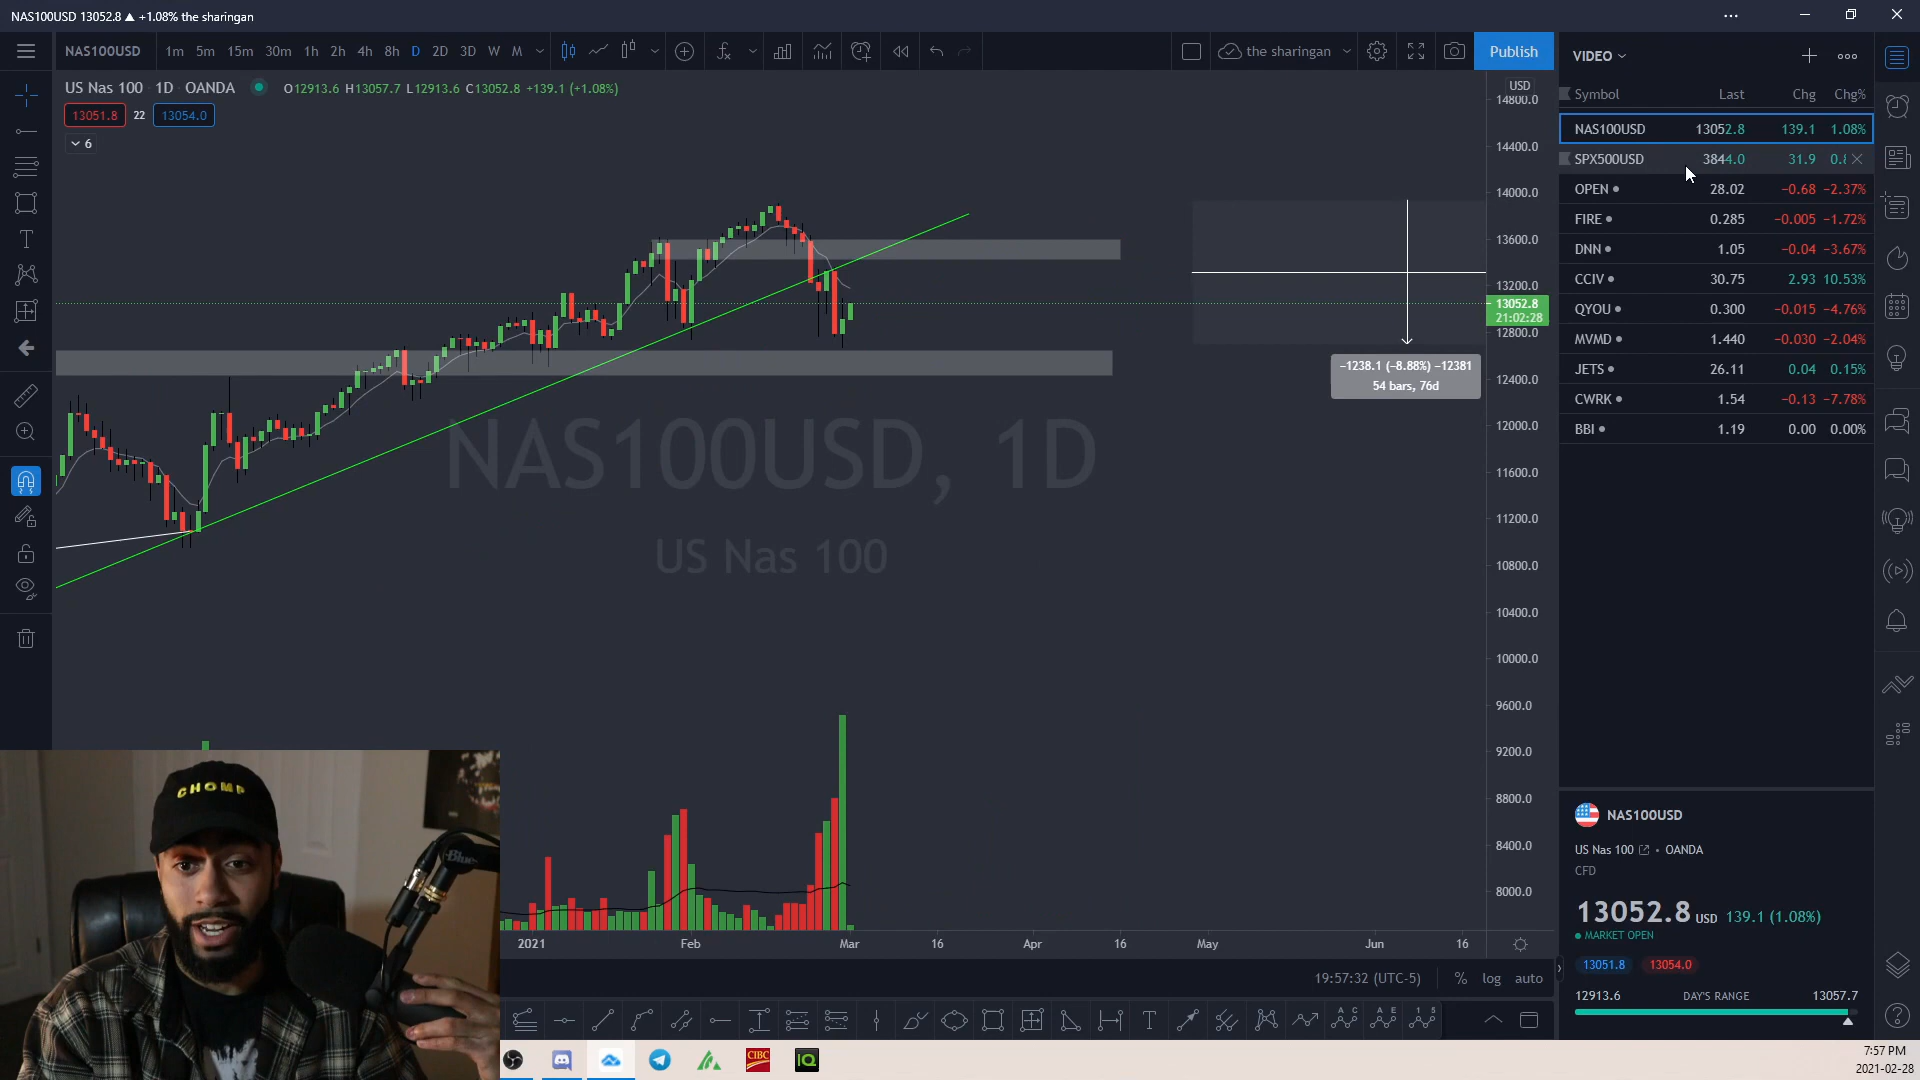 NAS100USD 13052.8 ▲ +1.08% the sharingan
NAS100USD 1m 5m 15m 30m 1h 2h 4h 8h D 2D 3D W M
the sharingan Publish
VIDEO
US Nas 100 1D OANDA O12913.6 H13057.7 L12913.6 C13052.8 +139.1 (+1.08%)
13051.8 22 13054.0
6
USD
14800.0
14400.0
14000.0
13600.0
13200.0
13052.8
21:02:28
12800.0
12400.0
12000.0
11600.0
11200.0
10800.0
10400.0
10000.0
9600.0
9200.0
8800.0
8400.0
8000.0
−1238.1 (−8.88%) −12381
54 bars, 76d
NAS100USD, 1D
US Nas 100
2021 Feb Mar 16 Apr 16 May Jun 16
19:57:32 (UTC-5) % log auto
Symbol Last Chg Chg%
NAS100USD 13052.8 139.1 1.08%
SPX500USD 3844.0 31.9
OPEN 28.02 −0.68 −2.37%
FIRE 0.285 −0.005 −1.72%
DNN 1.05 −0.04 −3.67%
CCIV 30.75 2.93 10.53%
QYOU 0.300 −0.015 −4.76%
MVMD 1.440 −0.030 −2.04%
JETS 26.11 0.04 0.15%
CWRK 1.54 −0.13 −7.78%
BBI 1.19 0.00 0.00%
NAS100USD
US Nas 100 • OANDA
CFD
13052.8 USD 139.1 (1.08%)
MARKET OPEN
13051.8 13054.0
12913.6 DAY'S RANGE 13057.7
CHOMP
Blue
CIBC
IQ
7:57 PM
2021-02-28